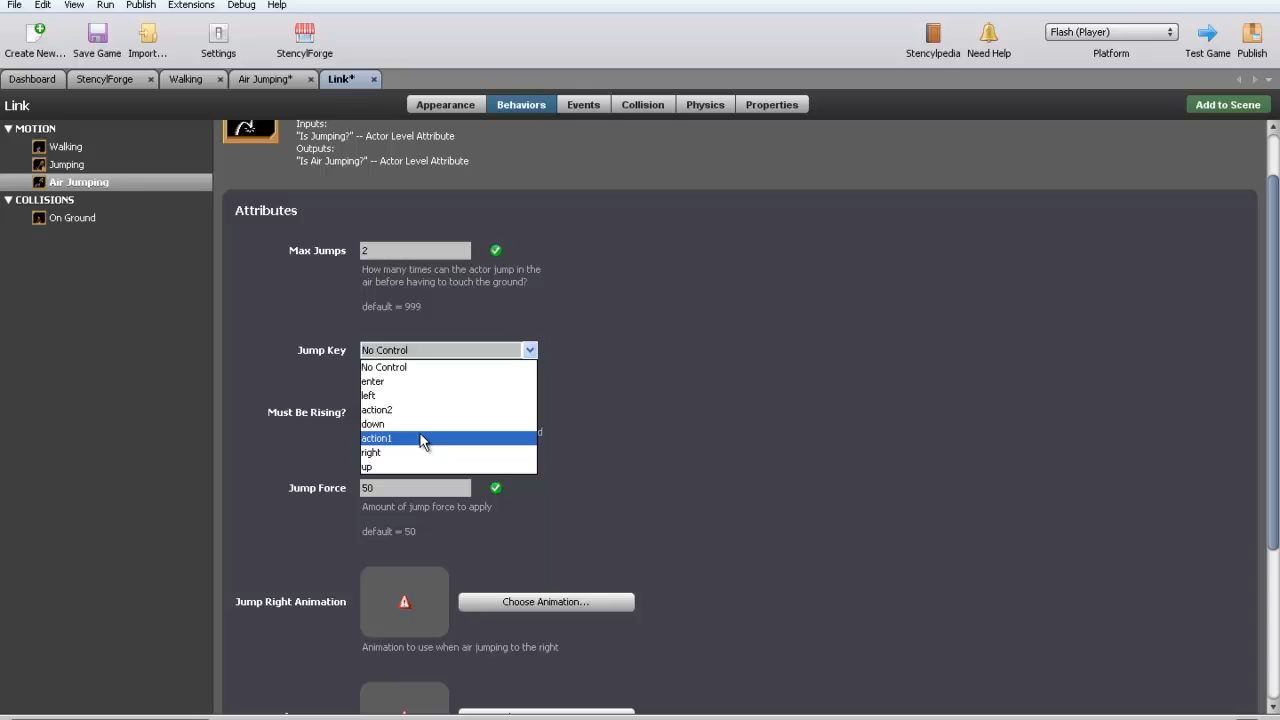 File Edit View Run Publish Extensions Debug Help
Create New... Save Game Import... Settings StencylForge Stencylpedia Need Help Flash (Player) Platform Test Game Publish
Dashboard StencylForge Walking Air Jumping* Link*
Link Appearance Behaviors Events Collision Physics Properties Add to Scene
MOTION
Walking
Jumping
Air Jumping
COLLISIONS
On Ground
Inputs:
"Is Jumping?" -- Actor Level Attribute
Outputs:
"Is Air Jumping?" -- Actor Level Attribute
Attributes
Max Jumps 2
How many times can the actor jump in the
air before having to touch the ground?
default = 999
Jump Key No Control
No Control
enter
left
action2
Must Be Rising?
down
action1
right
up
Jump Force 50
Amount of jump force to apply
default = 50
Jump Right Animation Choose Animation...
Animation to use when air jumping to the right